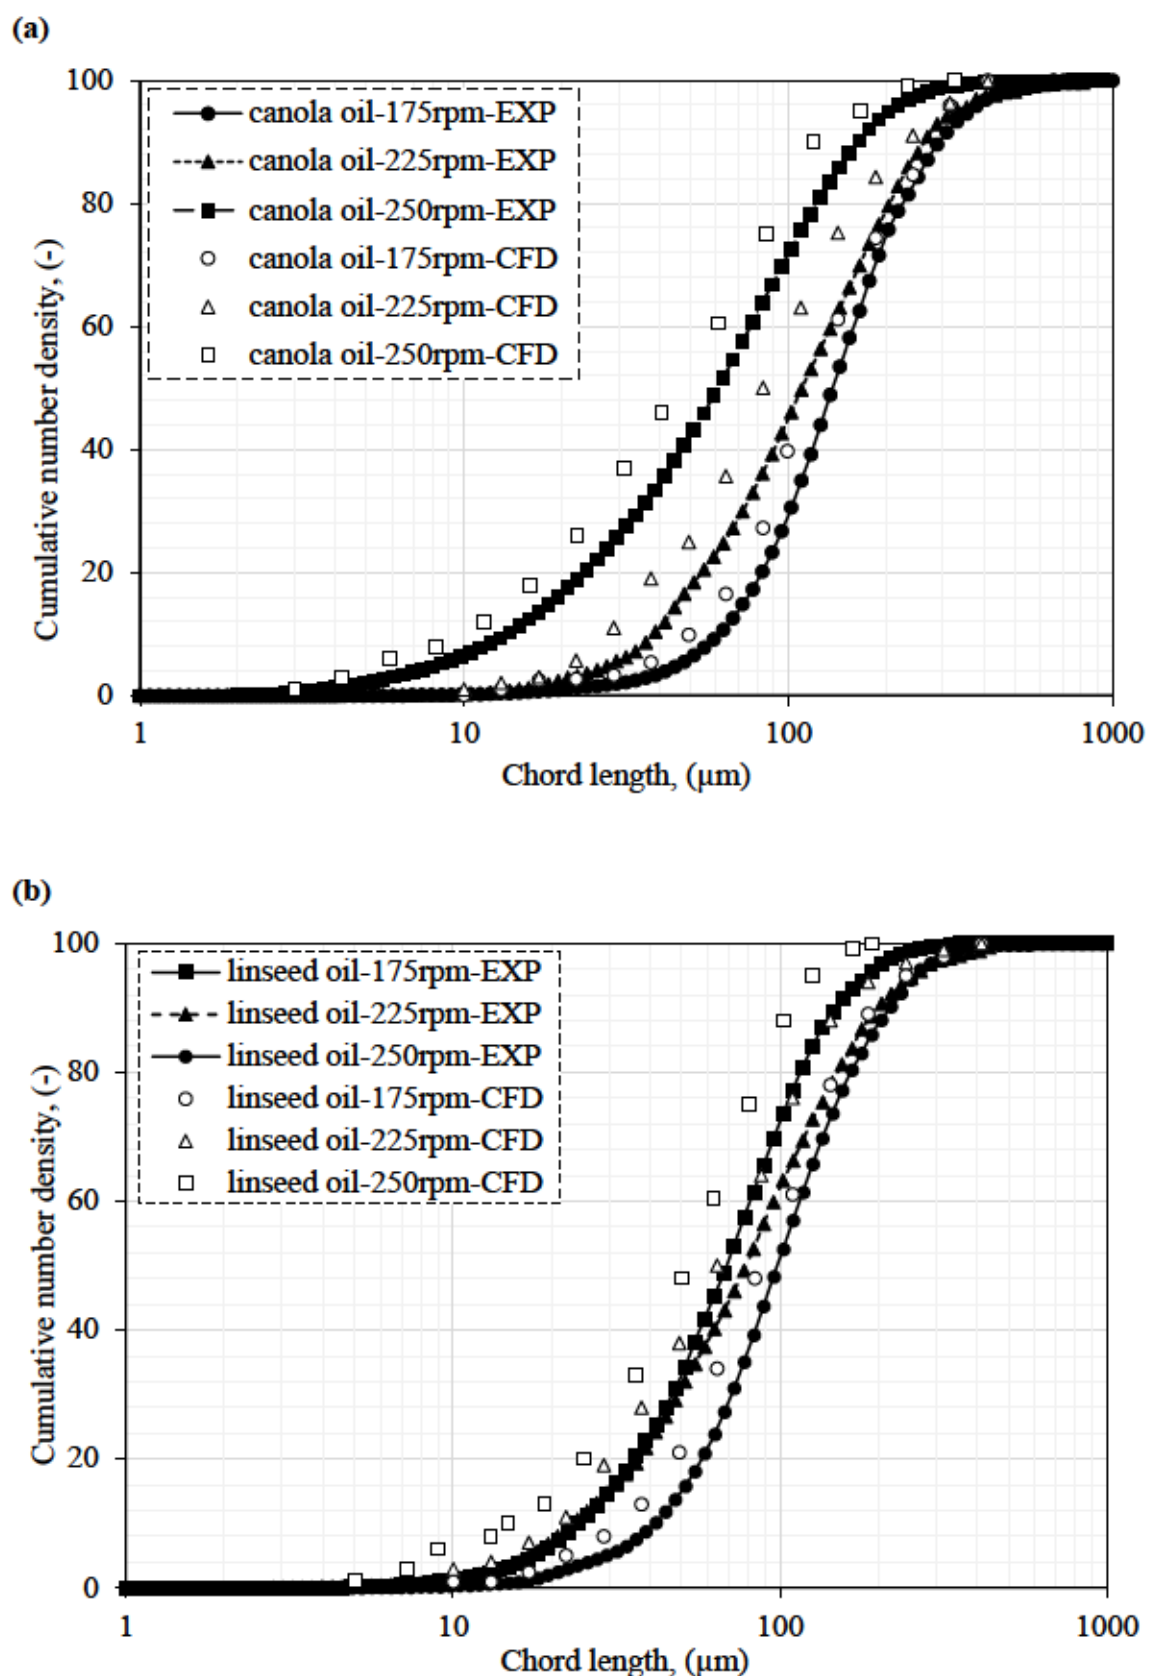 (a)
100
80
60
40
20
0
Cumulative number density, (-)
canola oil-175rpm-EXP
canola oil-225rpm-EXP
canola oil-250rpm-EXP
canola oil-175rpm-CFD
canola oil-225rpm-CFD
canola oil-250rpm-CFD
1 10 100 1000
Chord length, (μm)
(b)
100
80
60
40
20
0
Cumulative number density, (-)
linseed oil-175rpm-EXP
linseed oil-225rpm-EXP
linseed oil-250rpm-EXP
linseed oil-175rpm-CFD
linseed oil-225rpm-CFD
linseed oil-250rpm-CFD
1 10 100 1000
Chord length, (μm)